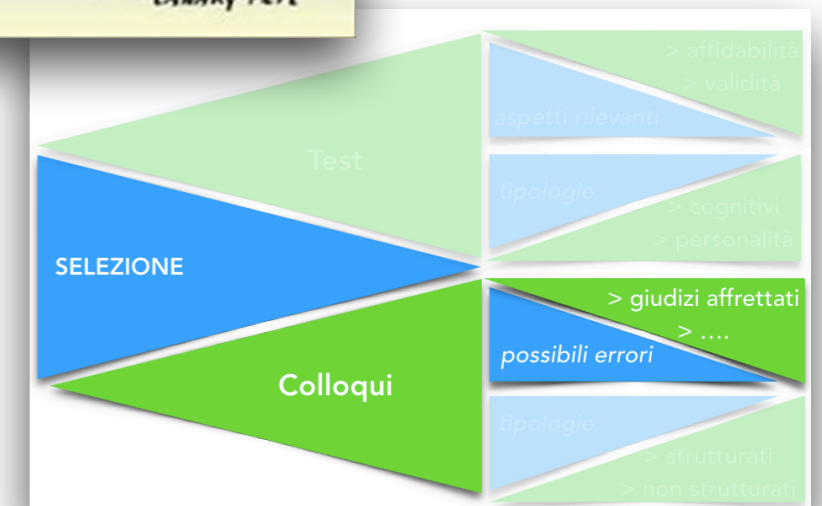 > affidabilità
> validità
aspetti rilevanti
Test
tipologie
> cognitivi
> personalità
SELEZIONE
> giudizi affrettati
> ....
possibili errori
Colloqui
tipologie
> strutturati
> non strutturati